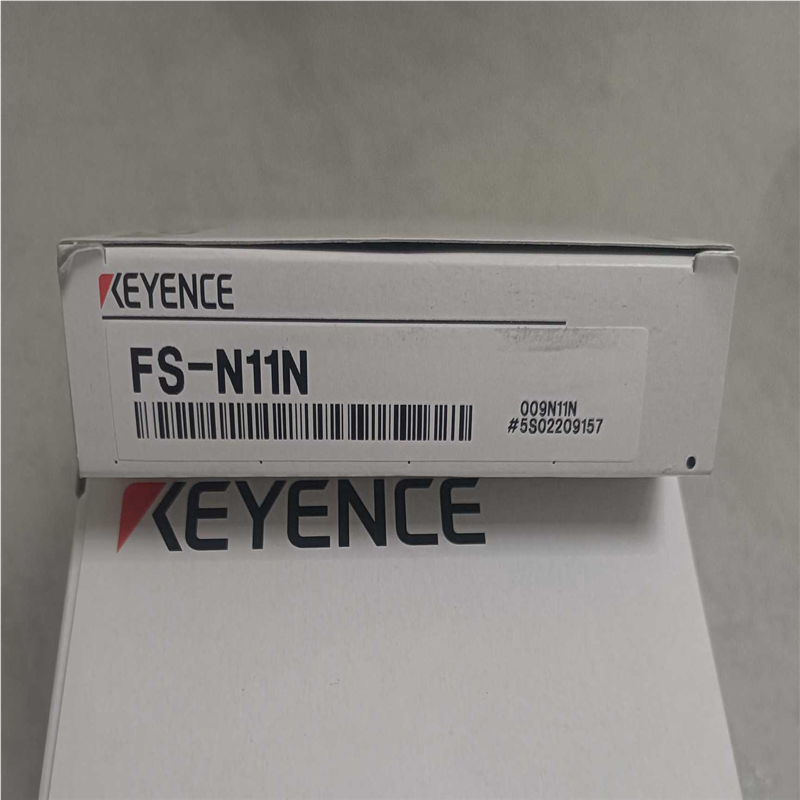 KEYENCE
FS-N11N
009N11N
#5S02209157
KEYENCE